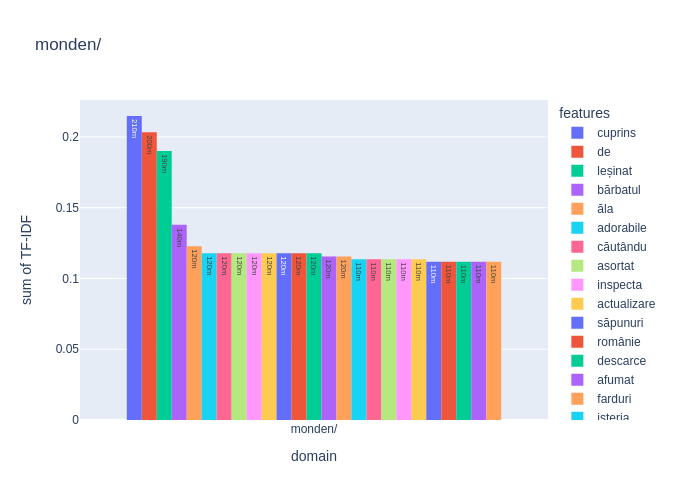 monden/
features
cuprins
de
leșinat
bărbatul
ăla
adorabile
căutându
asortat
inspecta
actualizare
săpunuri
românie
descarce
afumat
farduri
isteria
sum of TF-IDF
0.2
0.15
0.1
0.05
0
210m
200m
190m
140m
120m
120m
120m
120m
120m
120m
120m
120m
120m
120m
120m
110m
110m
110m
110m
110m
110m
110m
110m
110m
110m
monden/
domain